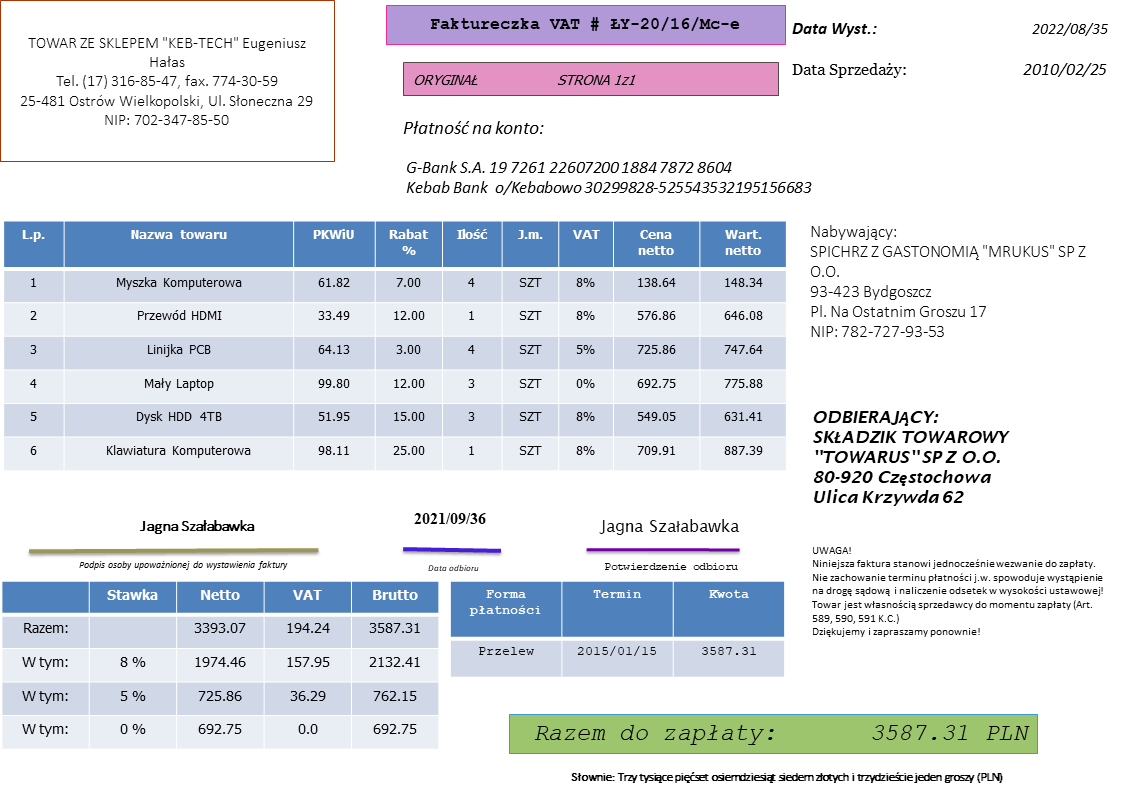 TOWAR ZE SKLEPEM "KEB-TECH" Eugeniusz
Hałas
Tel. (17) 316-85-47, fax. 774-30-59
25-481 Ostrów Wielkopolski, Ul. Słoneczna 29
NIP: 702-347-85-50
Faktureczka VAT # ŁY-20/16/Mc-e
ORYGINAŁ STRONA 1z1
Data Wyst.: 2022/08/35
Data Sprzedaży: 2010/02/25
Płatność na konto:
G-Bank S.A. 19 7261 22607200 1884 7872 8604
Kebab Bank o/Kebabowo 30299828-525543532195156683
L.p. Nazwa towaru PKWiU Rabat % Ilość J.m. VAT Cena netto Wart. netto
1 Myszka Komputerowa 61.82 7.00 4 SZT 8% 138.64 148.34
2 Przewód HDMI 33.49 12.00 1 SZT 8% 576.86 646.08
3 Linijka PCB 64.13 3.00 4 SZT 5% 725.86 747.64
4 Mały Laptop 99.80 12.00 3 SZT 0% 692.75 775.88
5 Dysk HDD 4TB 51.95 15.00 3 SZT 8% 549.05 631.41
6 Klawiatura Komputerowa 98.11 25.00 1 SZT 8% 709.91 887.39
Nabywający:
SPICHRZ Z GASTONOMIĄ "MRUKUS" SP Z
O.O.
93-423 Bydgoszcz
Pl. Na Ostatnim Groszu 17
NIP: 782-727-93-53
ODBIERAJĄCY:
SKŁADZIK TOWAROWY
"TOWARUS" SP Z O.O.
80-920 Częstochowa
Ulica Krzywda 62
Jagna Szałabawka
Podpis osoby upoważnionej do wystawienia faktury
2021/09/36
Data odbioru
Jagna Szałabawka
Potwierdzenie odbioru
UWAGA!
Niniejsza faktura stanowi jednocześnie wezwanie do zapłaty.
Nie zachowanie terminu płatności j.w. spowoduje wystąpienie
na drogę sądową i naliczenie odsetek w wysokości ustawowej!
Towar jest własnością sprzedawcy do momentu zapłaty (Art.
589, 590, 591 K.C.)
Dziękujemy i zapraszamy ponownie!
Stawka Netto VAT Brutto
Razem: 3393.07 194.24 3587.31
W tym: 8 % 1974.46 157.95 2132.41
W tym: 5 % 725.86 36.29 762.15
W tym: 0 % 692.75 0.0 692.75
Forma płatności Termin Kwota
Przelew 2015/01/15 3587.31
Razem do zapłaty: 3587.31 PLN
Słownie: Trzy tysiące pięćset osiemdziesiąt siedem złotych i trzydzieście jeden groszy (PLN)